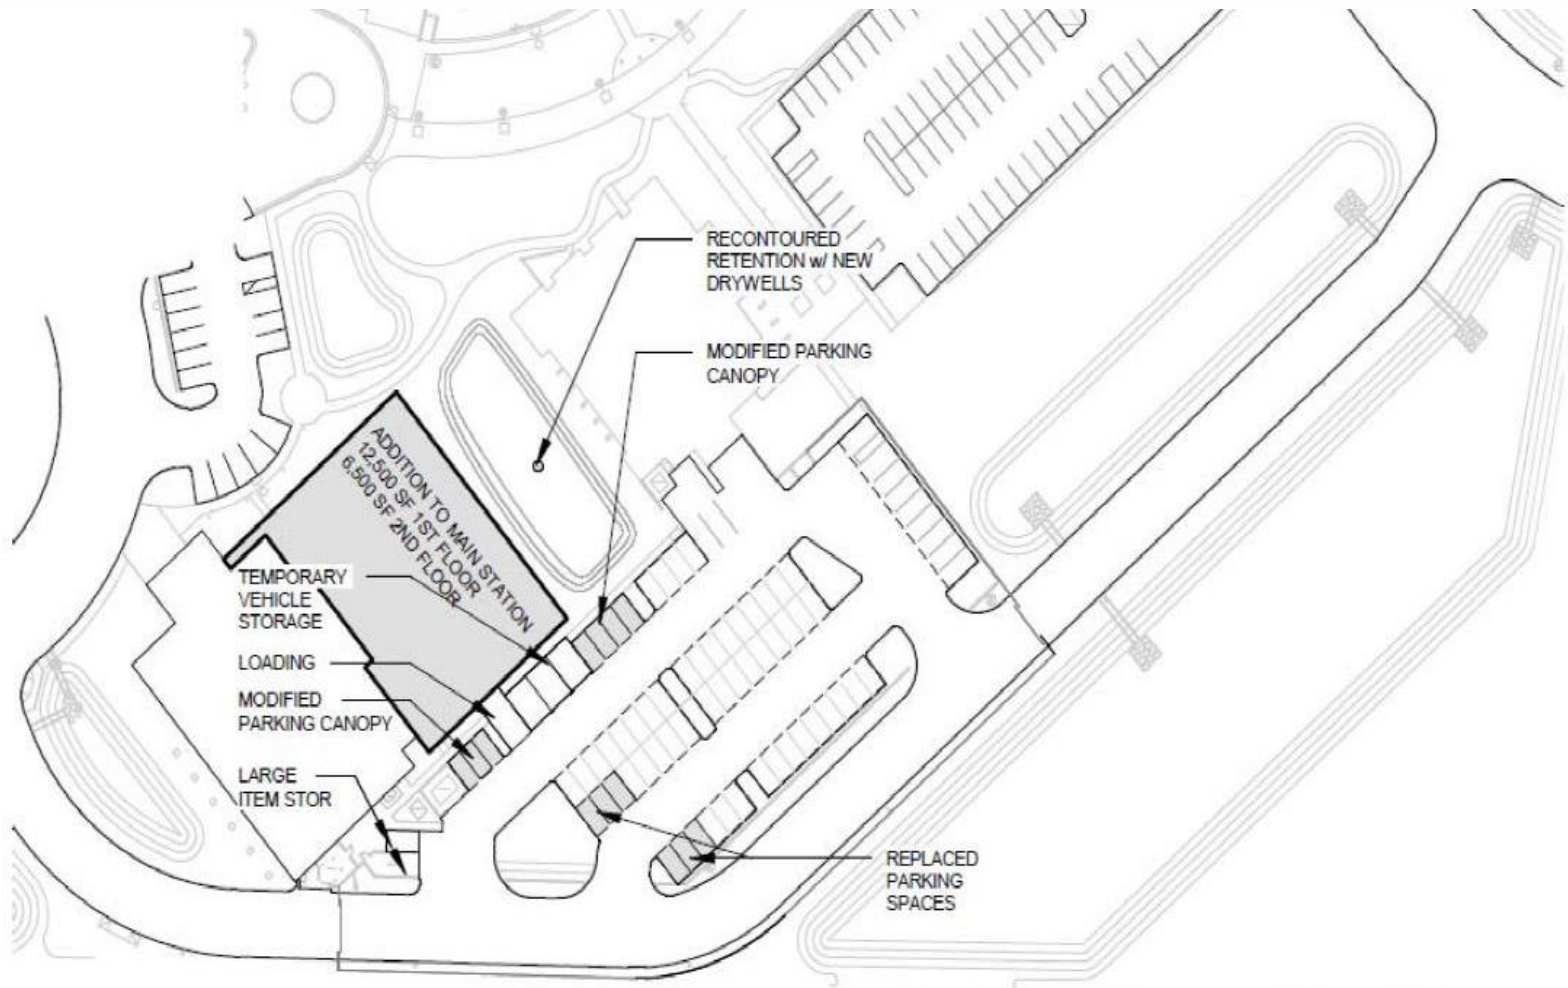 RECONTOURED
RETENTION w/ NEW
DRYWELLS
MODIFIED PARKING
CANOPY
ADDITION TO MAIN STATION
12,500 SF 1ST FLOOR
6,500 SF 2ND FLOOR
TEMPORARY
VEHICLE
STORAGE
LOADING
MODIFIED
PARKING CANOPY
LARGE
ITEM STOR
REPLACED
PARKING
SPACES